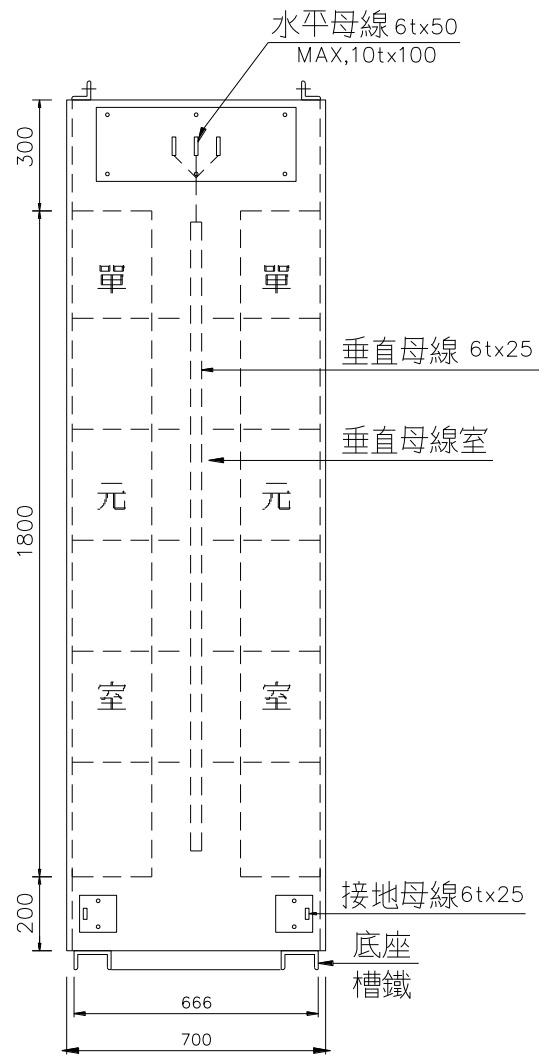 水平母線 6tx50
MAX,10tx100
300
單
單
垂直母線 6tx25
垂直母線室
元
元
1800
室
室
200
接地母線6tx25
底座
槽鐵
666
700